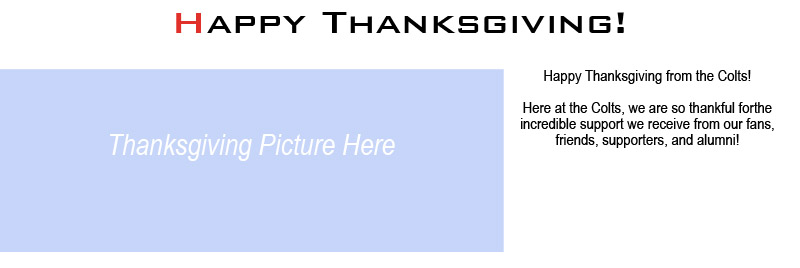 Happy Thanksgiving!
Thanksgiving Picture Here
Happy Thanksgiving from the Colts!
Here at the Colts, we are so thankful forthe
incredible support we receive from our fans,
friends, supporters, and alumni!